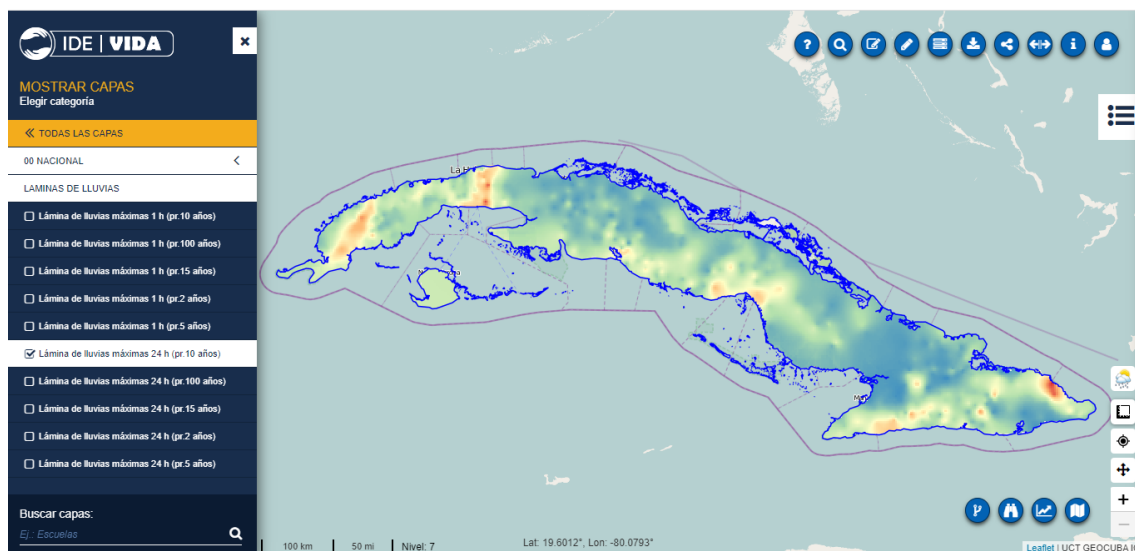 IDE | VIDA
×
MOSTRAR CAPAS
Elegir categoría
TODAS LAS CAPAS
00 NACIONAL
LAMINAS DE LLUVIAS
Lámina de lluvias máximas 1 h (pr.10 años)
Lámina de lluvias máximas 1 h (pr.100 años)
Lámina de lluvias máximas 1 h (pr.15 años)
Lámina de lluvias máximas 1 h (pr.2 años)
Lámina de lluvias máximas 1 h (pr.5 años)
Lámina de lluvias máximas 24 h (pr.10 años)
Lámina de lluvias máximas 24 h (pr.100 años)
Lámina de lluvias máximas 24 h (pr.15 años)
Lámina de lluvias máximas 24 h (pr.2 años)
Lámina de lluvias máximas 24 h (pr.5 años)
Buscar capas:
Ej.: Escuelas
La H
100 km
50 mi
Nivel: 7
Lat: 19.6012°, Lon: -80.0793°
Leaflet | UCT GEOCUBA